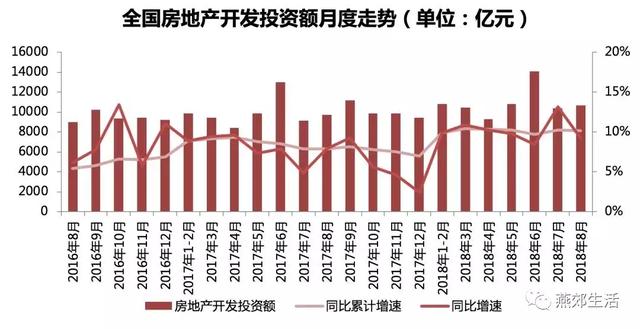 全国房地产开发投资额月度走势（单位：亿元）
16000
14000
12000
10000
8000
6000
4000
2000
0
20%
15%
10%
5%
0%
2016年8月
2016年9月
2016年10月
2016年11月
2016年12月
2017年1-2月
2017年3月
2017年4月
2017年5月
2017年6月
2017年7月
2017年8月
2017年9月
2017年10月
2017年11月
2017年12月
2018年1-2月
2018年3月
2018年4月
2018年5月
2018年6月
2018年7月
2018年8月
房地产开发投资额
同比累计增速
同比增速
燕郊生活